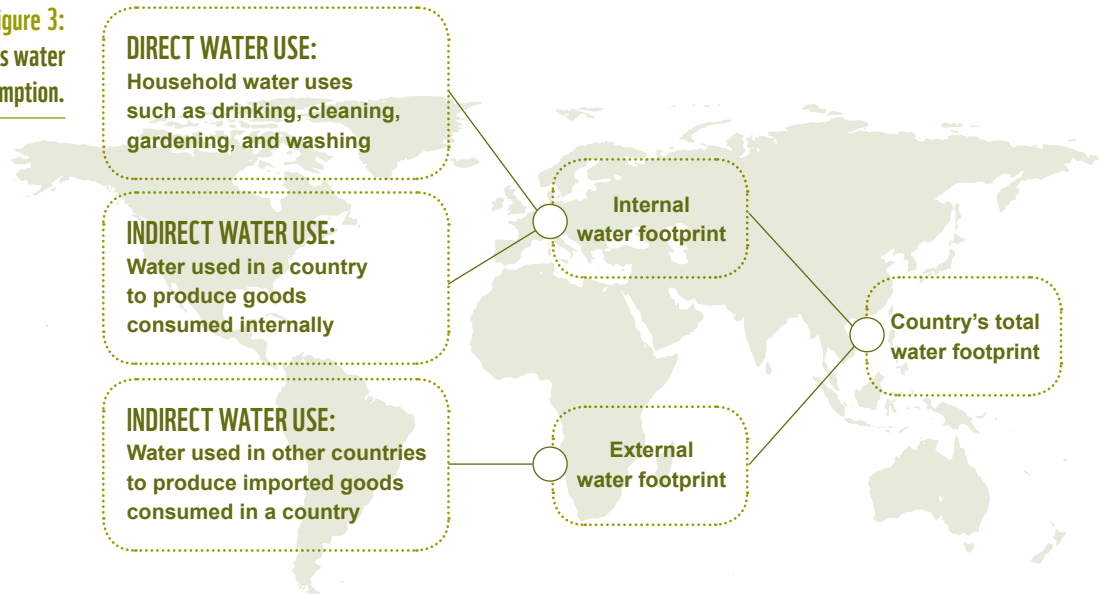 igure 3:
s water
mption.
DIRECT WATER USE:
Household water uses
such as drinking, cleaning,
gardening, and washing
INDIRECT WATER USE:
Water used in a country
to produce goods
consumed internally
INDIRECT WATER USE:
Water used in other countries
to produce imported goods
consumed in a country
Internal
water footprint
External
water footprint
Country’s total
water footprint